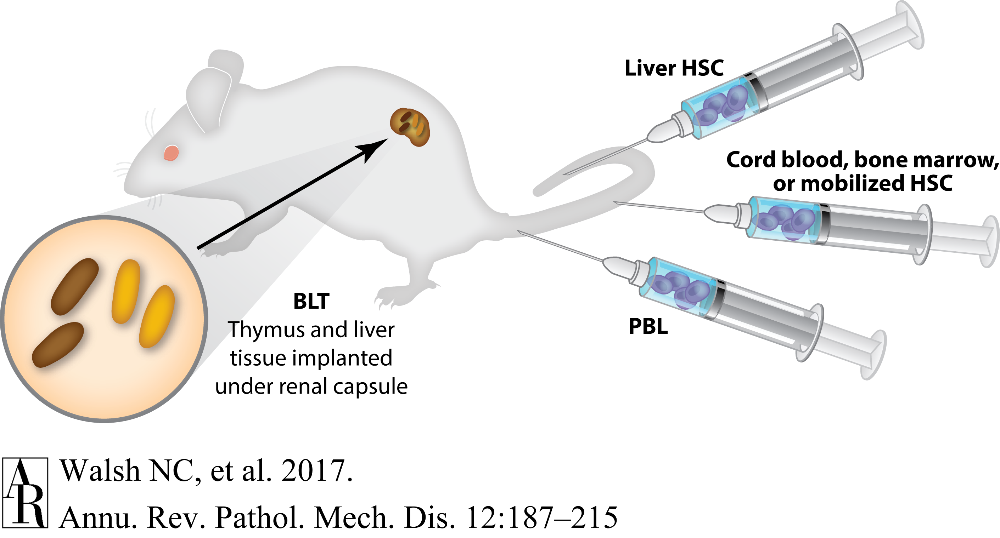 Liver HSC
Cord blood, bone marrow,
or mobilized HSC
PBL
BLT
Thymus and liver
tissue implanted
under renal capsule
AR
Walsh NC, et al. 2017.
Annu. Rev. Pathol. Mech. Dis. 12:187–215